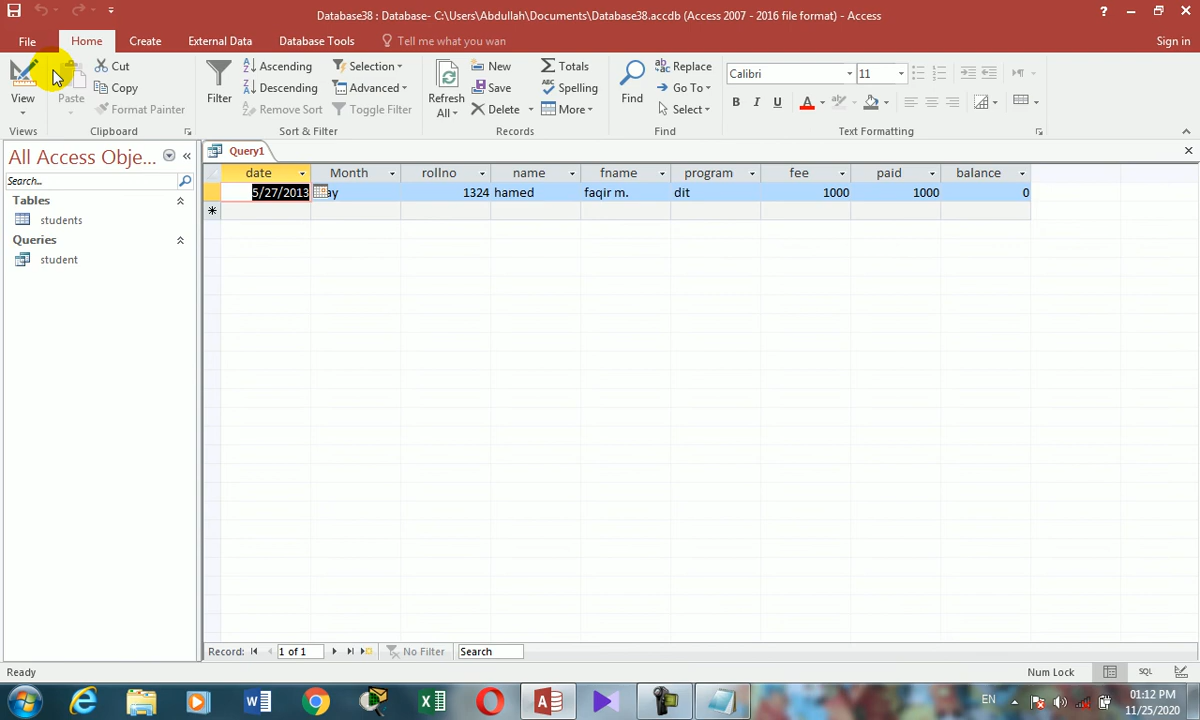 Database38 : Database- C:\Users\Abdullah\Documents\Database38.accdb (Access 2007 - 2016 file format) - Access
?
File Home Create External Data Database Tools Tell me what you want Sign in
View Paste Cut Copy Format Painter
Filter Ascending Descending Remove Sort Selection Advanced Toggle Filter
Refresh All New Save Delete Totals Spelling More
Find Replace Go To Select
Calibri 11
B I U A
Views Clipboard Sort & Filter Records Find Text Formatting
All Access Obje...
Search...
Tables
students
Queries
student
Query1
date Month rollno name fname program fee paid balance
5/27/2013 ay 1324 hamed faqir m. dit 1000 1000 0
Record: 1 of 1 No Filter Search
Ready Num Lock SQL
EN 01:12 PM
11/25/2020